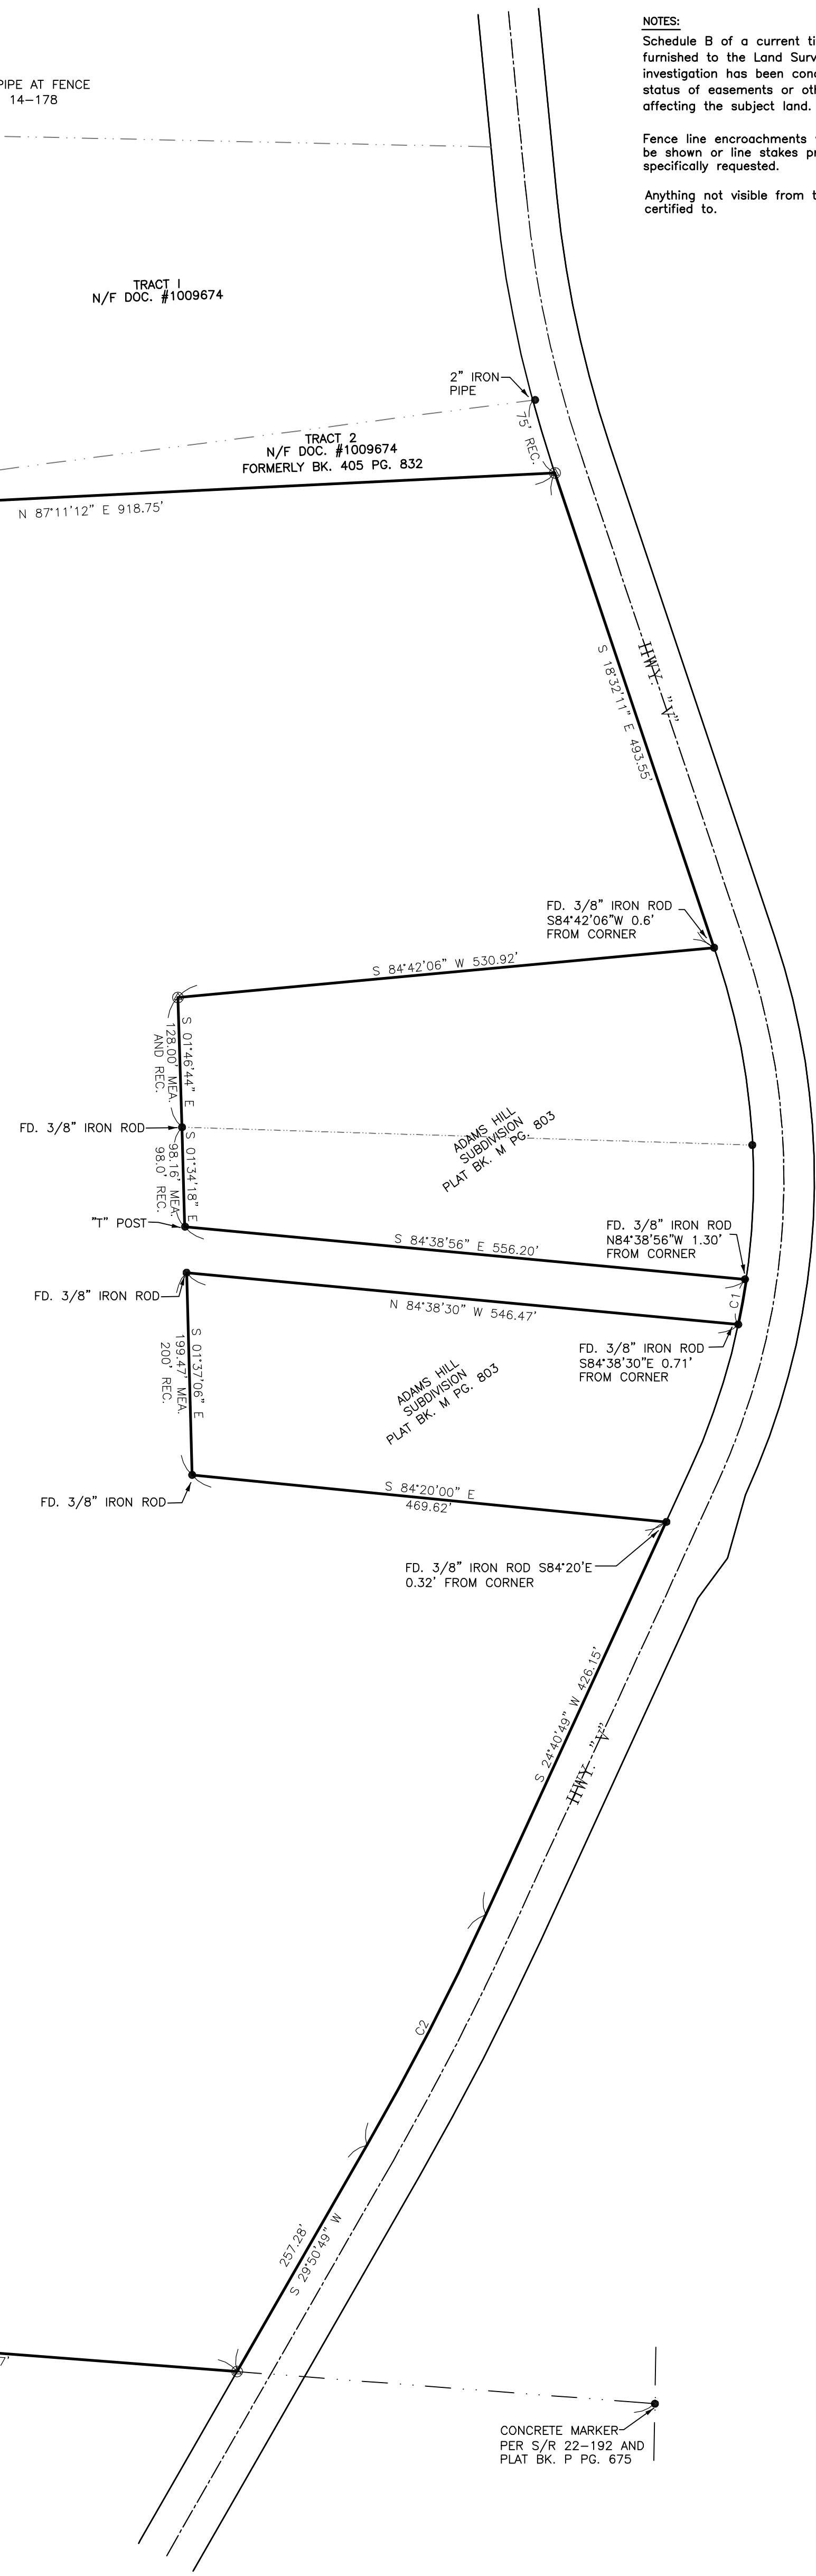 NOTES:
Schedule B of a current
furnished to the Land
investigation has been
status of easements or
affecting the subject land.
Fence line encroachments
be shown or line stakes
specifically requested.
Anything not visible from
certified to.
PIPE AT FENCE
14-178
TRACT I
N/F DOC. #1009674
2" IRON
PIPE
75' REC.
TRACT 2
N/F DOC. #1009674
FORMERLY BK. 405 PG. 832
N 87°11'12" E 918.75'
HWY. "V"
S 18°32'11" E 493.55'
FD. 3/8" IRON ROD
S84°42'06"W 0.6'
FROM CORNER
S 84°42'06" W 530.92'
S 01°46'44" E
128.00' MEA.
AND REC.
FD. 3/8" IRON ROD
ADAMS HILL
SUBDIVISION
PLAT BK. M PG. 803
S 01°34'18" E
98.16' MEA.
98.0' REC.
"T" POST
S 84°38'56" E 556.20'
FD. 3/8" IRON ROD
N84°38'56"W 1.30'
FROM CORNER
FD. 3/8" IRON ROD
N 84°38'30" W 546.47'
C1
FD. 3/8" IRON ROD
S84°38'30"E 0.71'
FROM CORNER
S 01°37'06" E
199.47' MEA.
200' REC.
ADAMS HILL
SUBDIVISION
PLAT BK. M PG. 803
FD. 3/8" IRON ROD
S 84°20'00" E
469.62'
FD. 3/8" IRON ROD S84°20'E
0.32' FROM CORNER
S 24°40'49" W 426.15'
HWY. "V"
C2
257.28'
S 29°50'49" W
7'
CONCRETE MARKER
PER S/R 22-192 AND
PLAT BK. P PG. 675